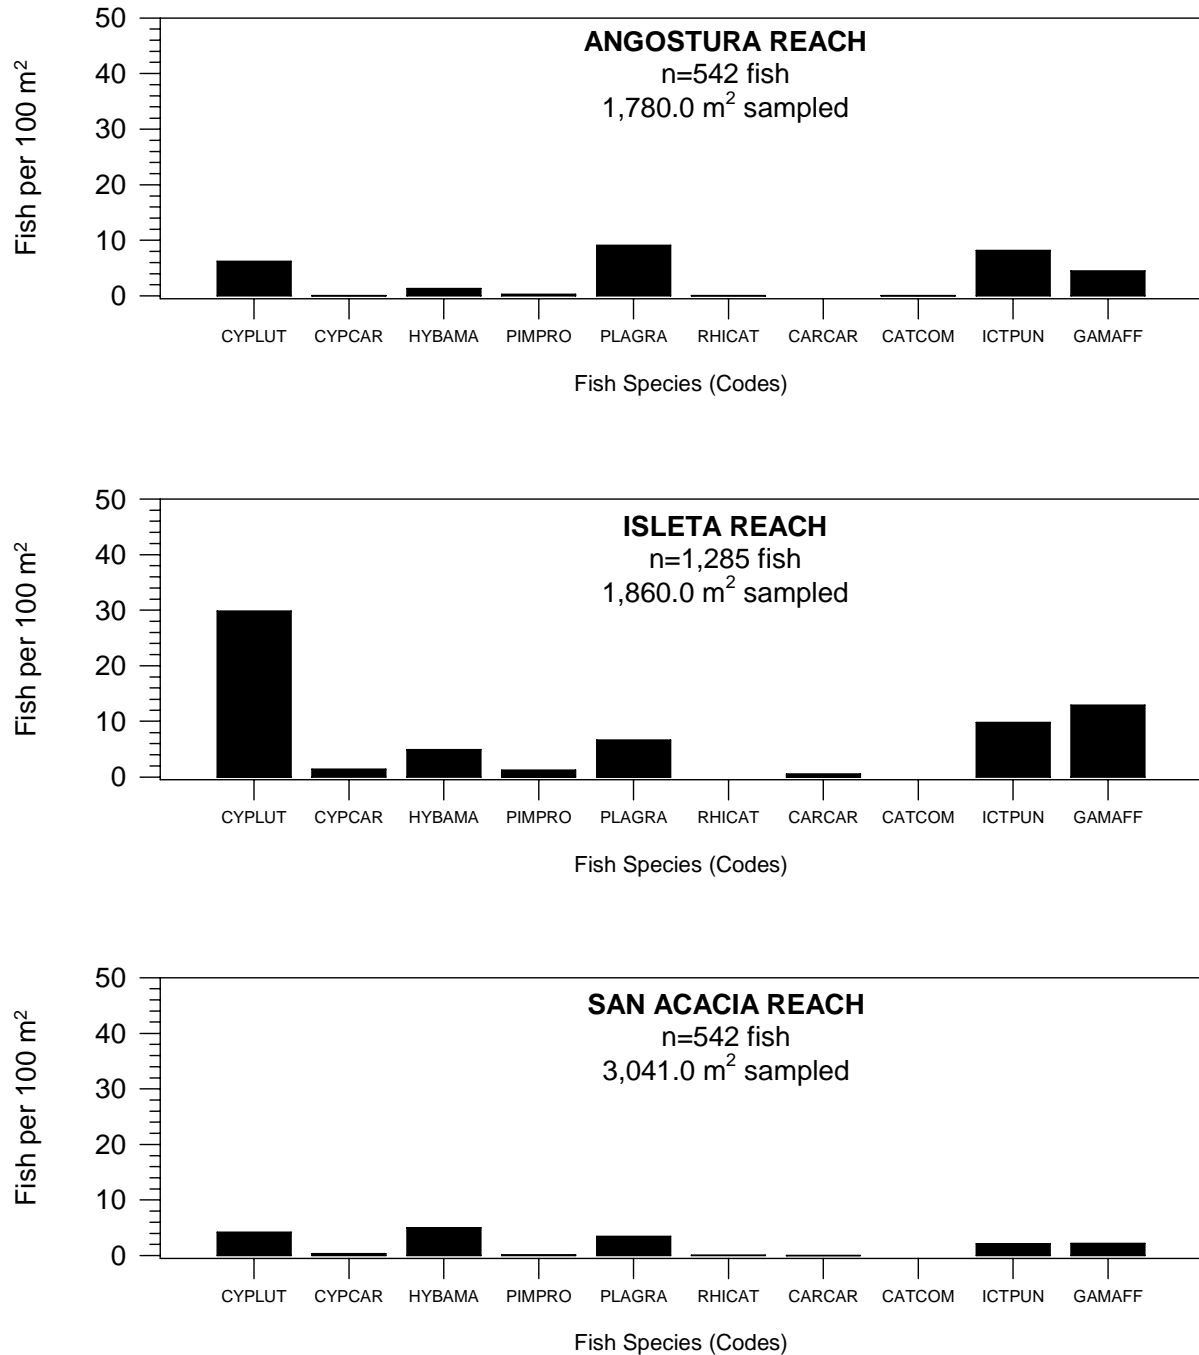 ANGOSTURA REACH
n=542 fish
1,780.0 m² sampled
Fish per 100 m²
50
40
30
20
10
0
CYPLUT CYPCAR HYBAMA PIMPRO PLAGRA RHICAT CARCAR CATCOM ICTPUN GAMAFF
Fish Species (Codes)
ISLETA REACH
n=1,285 fish
1,860.0 m² sampled
Fish per 100 m²
50
40
30
20
10
0
CYPLUT CYPCAR HYBAMA PIMPRO PLAGRA RHICAT CARCAR CATCOM ICTPUN GAMAFF
Fish Species (Codes)
SAN ACACIA REACH
n=542 fish
3,041.0 m² sampled
Fish per 100 m²
50
40
30
20
10
0
CYPLUT CYPCAR HYBAMA PIMPRO PLAGRA RHICAT CARCAR CATCOM ICTPUN GAMAFF
Fish Species (Codes)